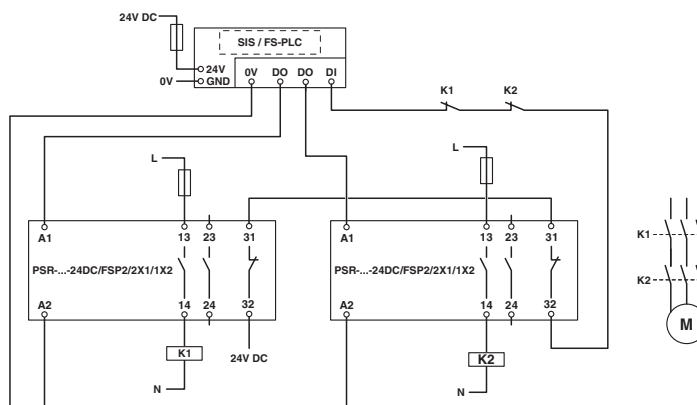 24V DC
SIS / FS-PLC
24V
0V GND
0V DO DO DI
K1 K2
L
L
A1 13 23 31
A1 13 23 31
PSR-...-24DC/FSP2/2X1/1X2
PSR-...-24DC/FSP2/2X1/1X2
A2 14 24 32
A2 14 24 32
K1
24V DC
N
K2
N
K1
K2
M